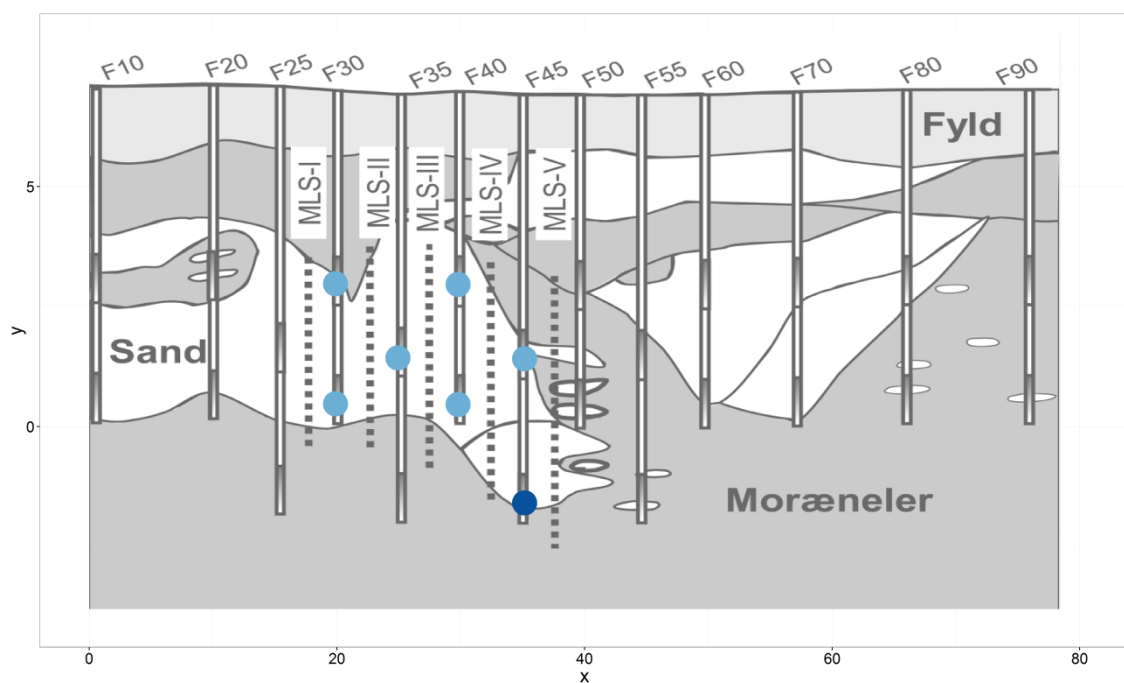 F10 F20 F25 F30 F35 F40 F45 F50 F55 F60 F70 F80 F90
Fyld
MLS-I MLS-II MLS-III MLS-IV MLS-V
5
Sand
0
Moræneler
y
0 20 40 60 80
x